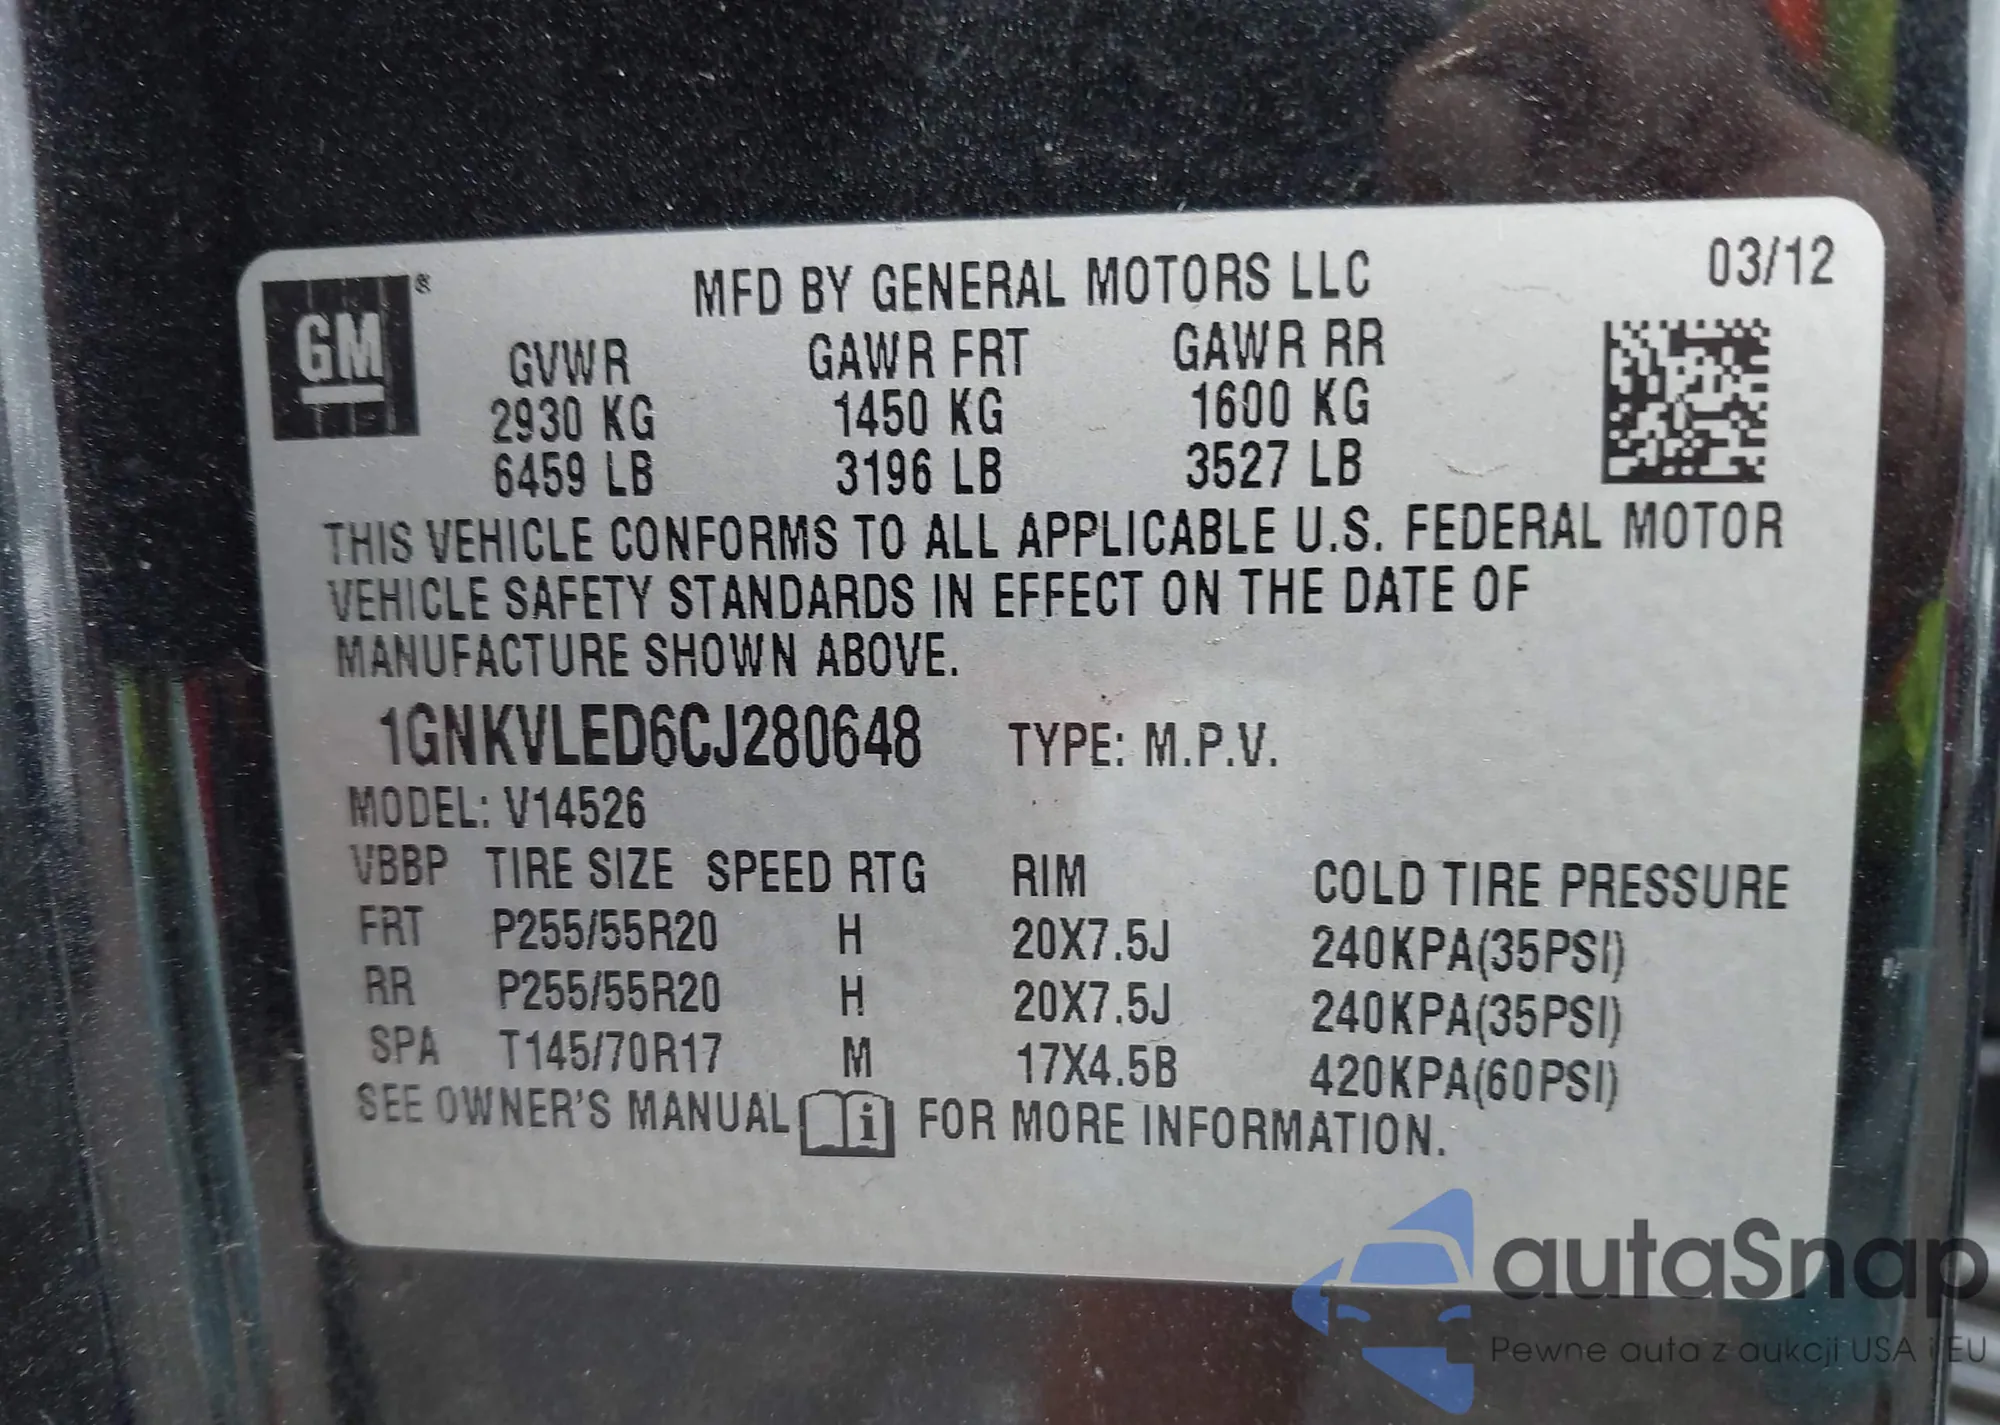 GM®
MFD BY GENERAL MOTORS LLC 03/12
GVWR GAWR FRT GAWR RR
2930 KG 1450 KG 1600 KG
6459 LB 3196 LB 3527 LB
THIS VEHICLE CONFORMS TO ALL APPLICABLE U.S. FEDERAL MOTOR
VEHICLE SAFETY STANDARDS IN EFFECT ON THE DATE OF
MANUFACTURE SHOWN ABOVE.
1GNKVLED6CJ280648 TYPE: M.P.V.
MODEL: V14526
VBBP TIRE SIZE SPEED RTG RIM COLD TIRE PRESSURE
FRT P255/55R20 H 20X7.5J 240KPA(35PSI)
RR P255/55R20 H 20X7.5J 240KPA(35PSI)
SPA T145/70R17 M 17X4.5B 420KPA(60PSI)
SEE OWNER'S MANUAL i FOR MORE INFORMATION.
autaSnap
Pewne auta z aukcji USA i EU